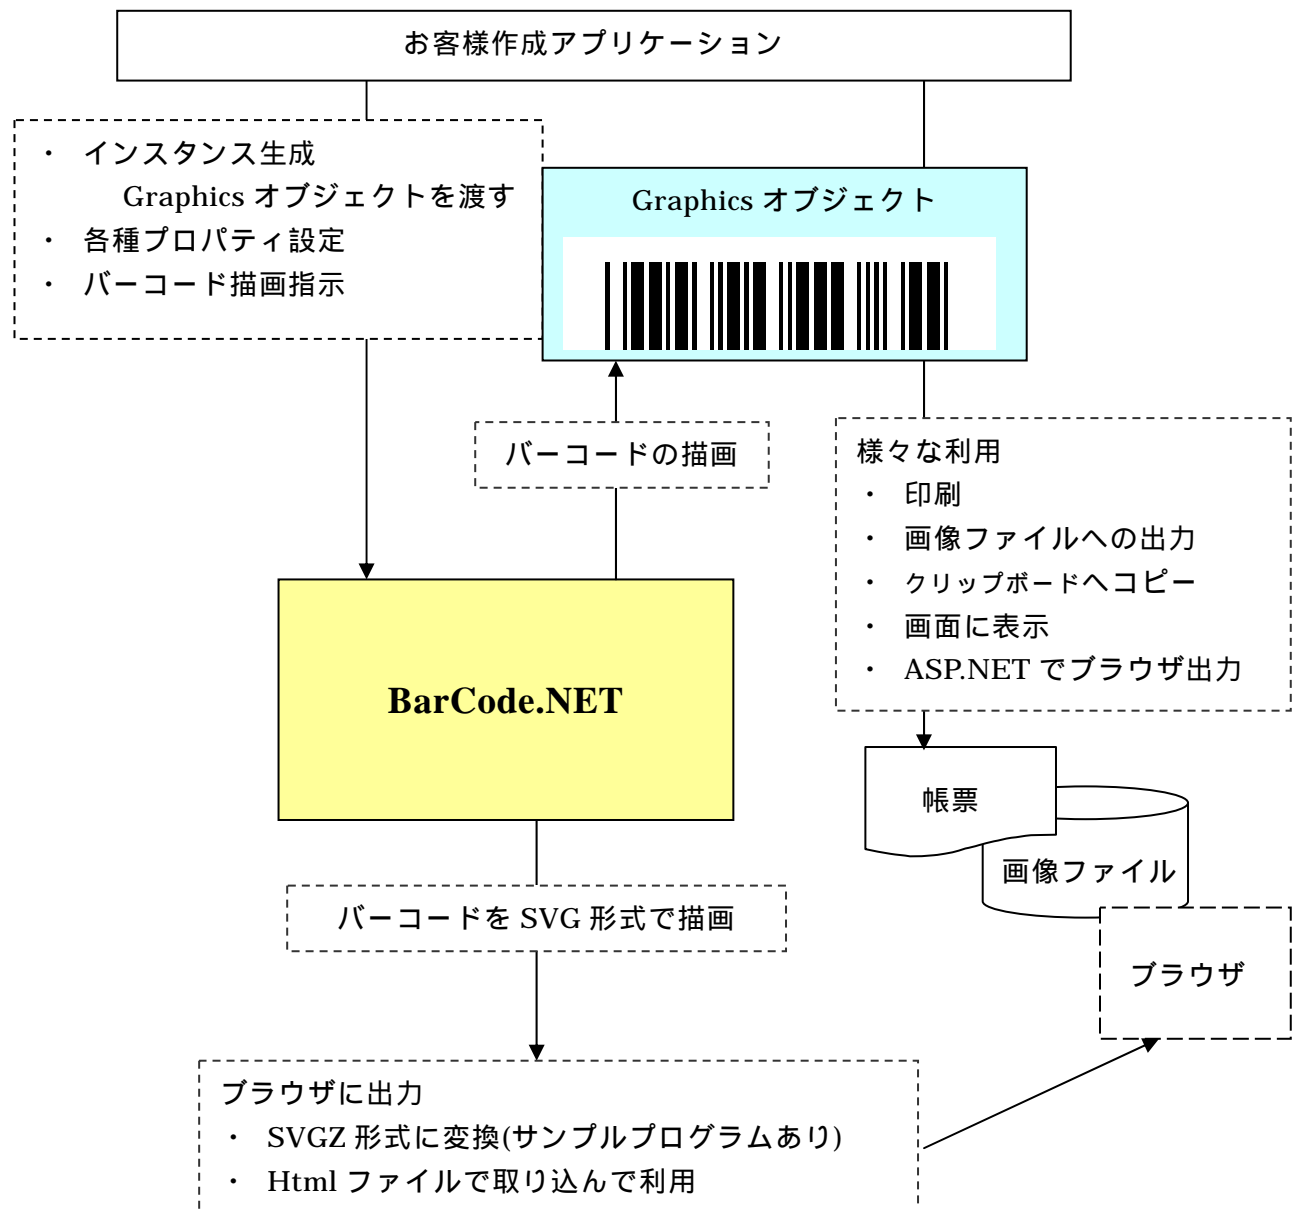 お客様作成アプリケーション
・ インスタンス生成
Graphics オブジェクトを渡す
・ 各種プロパティ設定
・ バーコード描画指示
Graphics オブジェクト
バーコードの描画
様々な利用
・ 印刷
・ 画像ファイルへの出力
・ クリップボードへコピー
・ 画面に表示
・ ASP.NET でブラウザ出力
BarCode.NET
帳票
画像ファイル
バーコードを SVG 形式で描画
ブラウザ
ブラウザに出力
・ SVGZ 形式に変換(サンプルプログラムあり)
・ Html ファイルで取り込んで利用